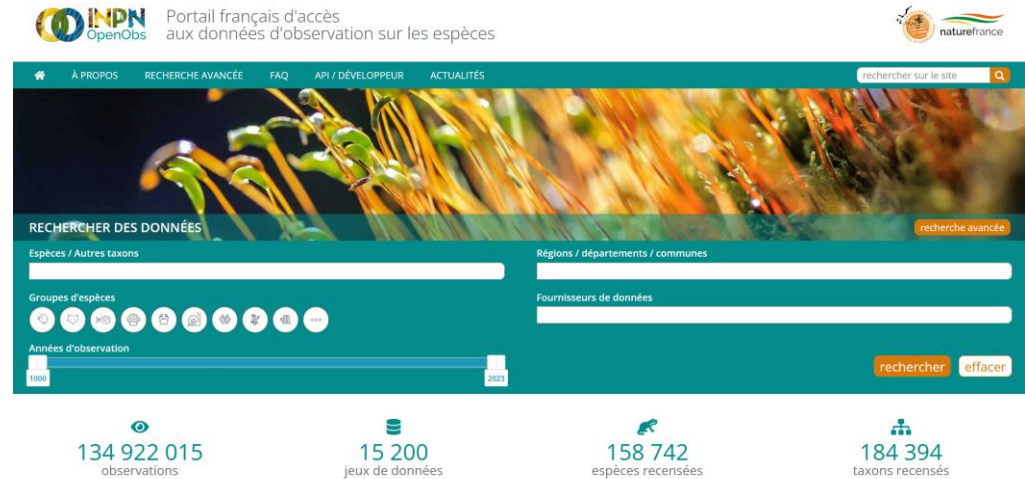 INPN
OpenObs
Portail français d'accès
aux données d'observation sur les espèces
naturefrance
À PROPOS
RECHERCHE AVANCÉE
FAQ
API / DÉVELOPPEUR
ACTUALITÉS
rechercher sur le site
RECHERCHER DES DONNÉES
recherche avancée
Espèces / Autres taxons
Régions / départements / communes
Groupes d'espèces
Fournisseurs de données
Années d'observation
1000
2023
rechercher
effacer
134 922 015
observations
15 200
jeux de données
158 742
espèces recensées
184 394
taxons recensés